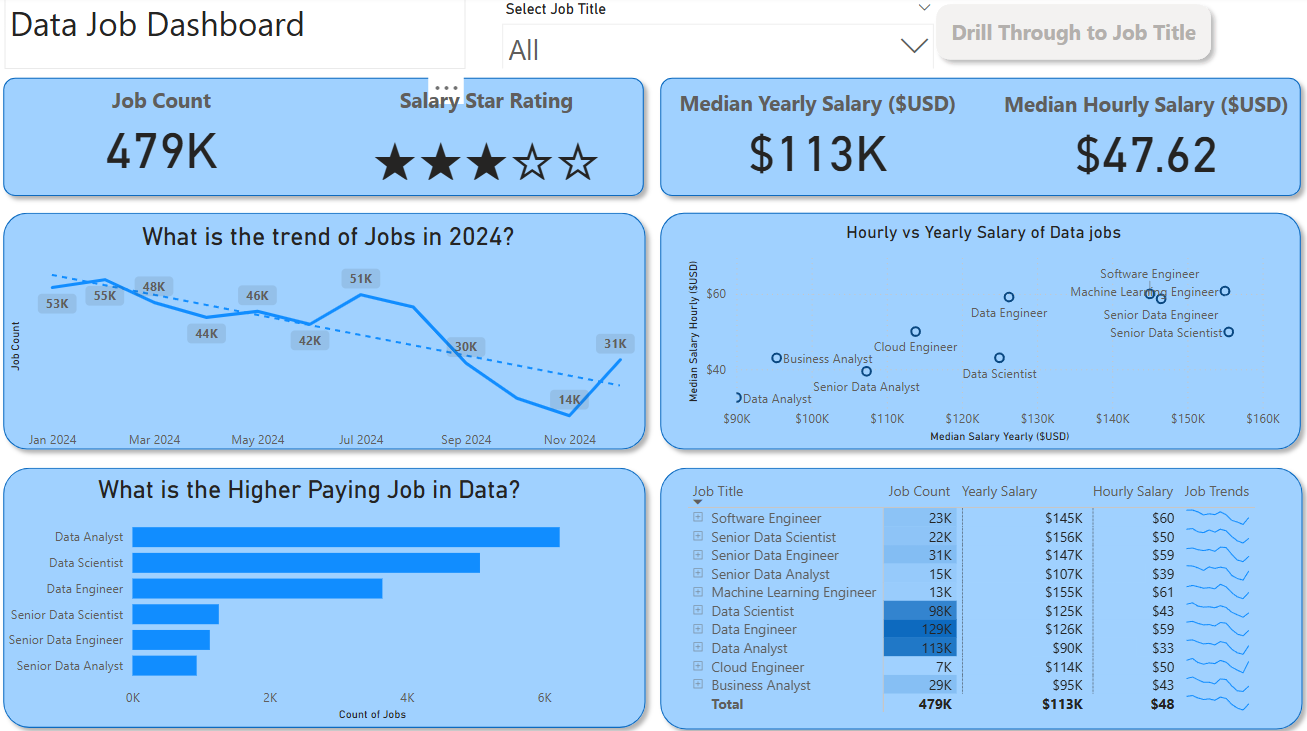 Data Job Dashboard
Select Job Title
All
Drill Through to Job Title
Job Count
479K
Salary Star Rating
Median Yearly Salary ($USD)
$113K
Median Hourly Salary ($USD)
$47.62
What is the trend of Jobs in 2024?
Job Count
53K
55K
48K
44K
46K
42K
51K
30K
14K
31K
Jan 2024
Mar 2024
May 2024
Jul 2024
Sep 2024
Nov 2024
Hourly vs Yearly Salary of Data jobs
Median Salary Hourly ($USD)
$60
$40
Software Engineer
Machine Learning Engineer
Data Engineer
Senior Data Engineer
Senior Data Scientist
Cloud Engineer
Business Analyst
Data Scientist
Senior Data Analyst
Data Analyst
$90K
$100K
$110K
$120K
$130K
$140K
$150K
$160K
Median Salary Yearly ($USD)
What is the Higher Paying Job in Data?
Data Analyst
Data Scientist
Data Engineer
Senior Data Scientist
Senior Data Engineer
Senior Data Analyst
0K
2K
4K
6K
Count of Jobs
Job Title Job Count Yearly Salary Hourly Salary Job Trends
Software Engineer 23K $145K $60
Senior Data Scientist 22K $156K $50
Senior Data Engineer 31K $147K $59
Senior Data Analyst 15K $107K $39
Machine Learning Engineer 13K $155K $61
Data Scientist 98K $125K $43
Data Engineer 129K $126K $59
Data Analyst 113K $90K $33
Cloud Engineer 7K $114K $50
Business Analyst 29K $95K $43
Total 479K $113K $48